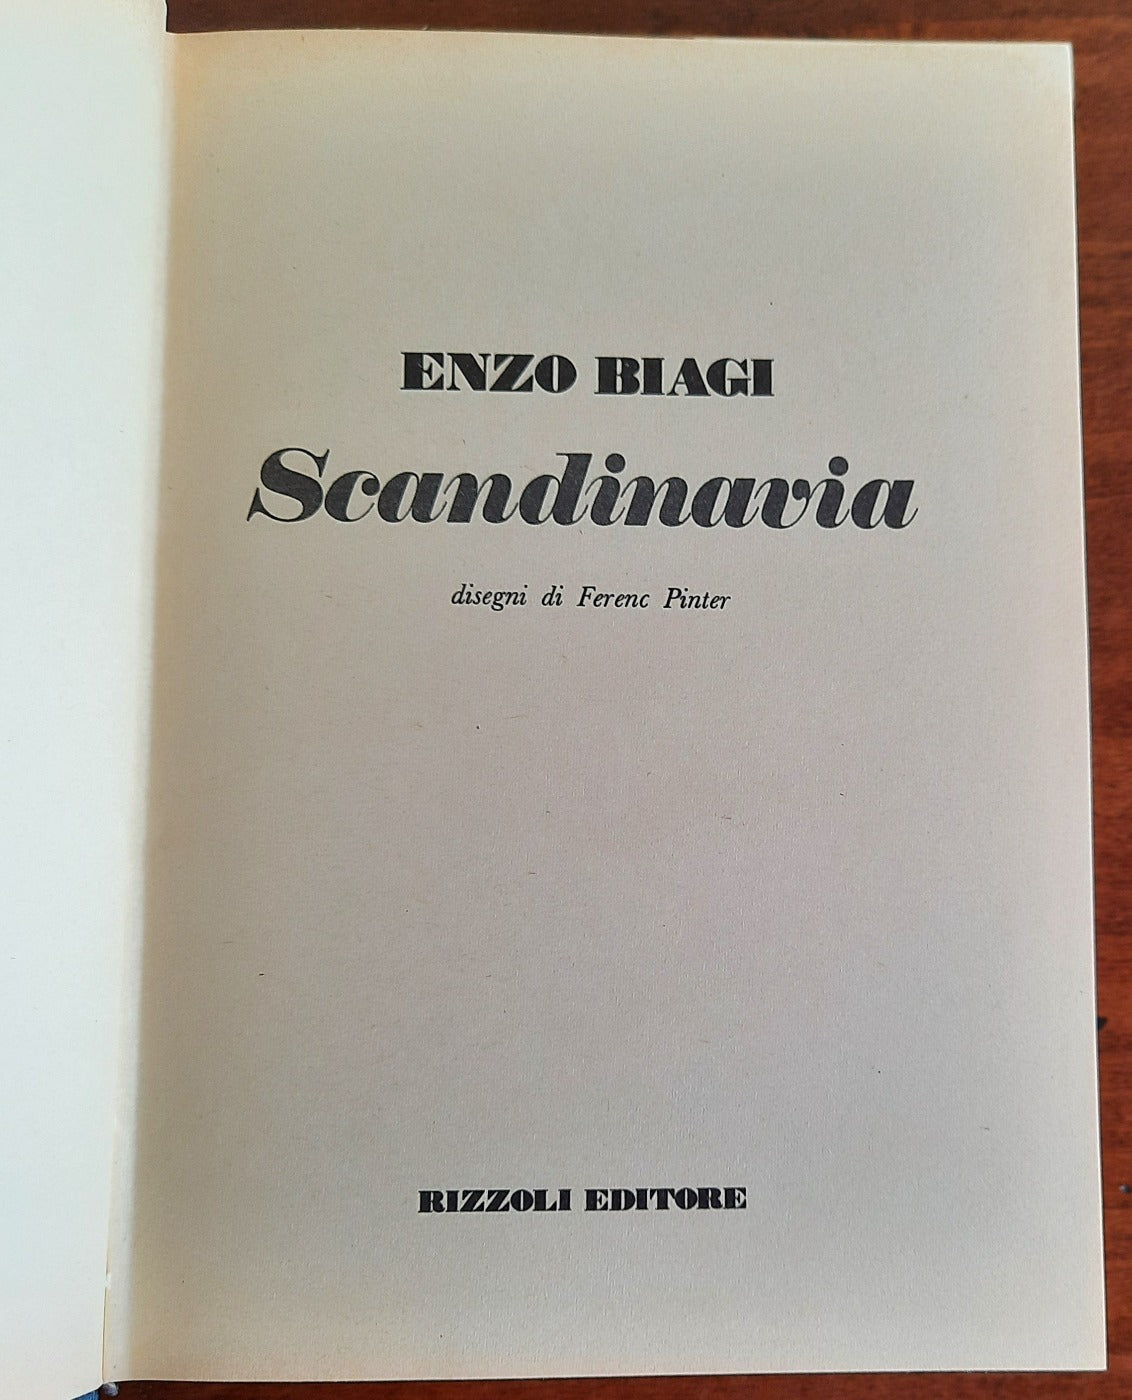 ENZO BIAGI
Scandinavia
disegni di Ferenc Pinter
RIZZOLI EDITORE